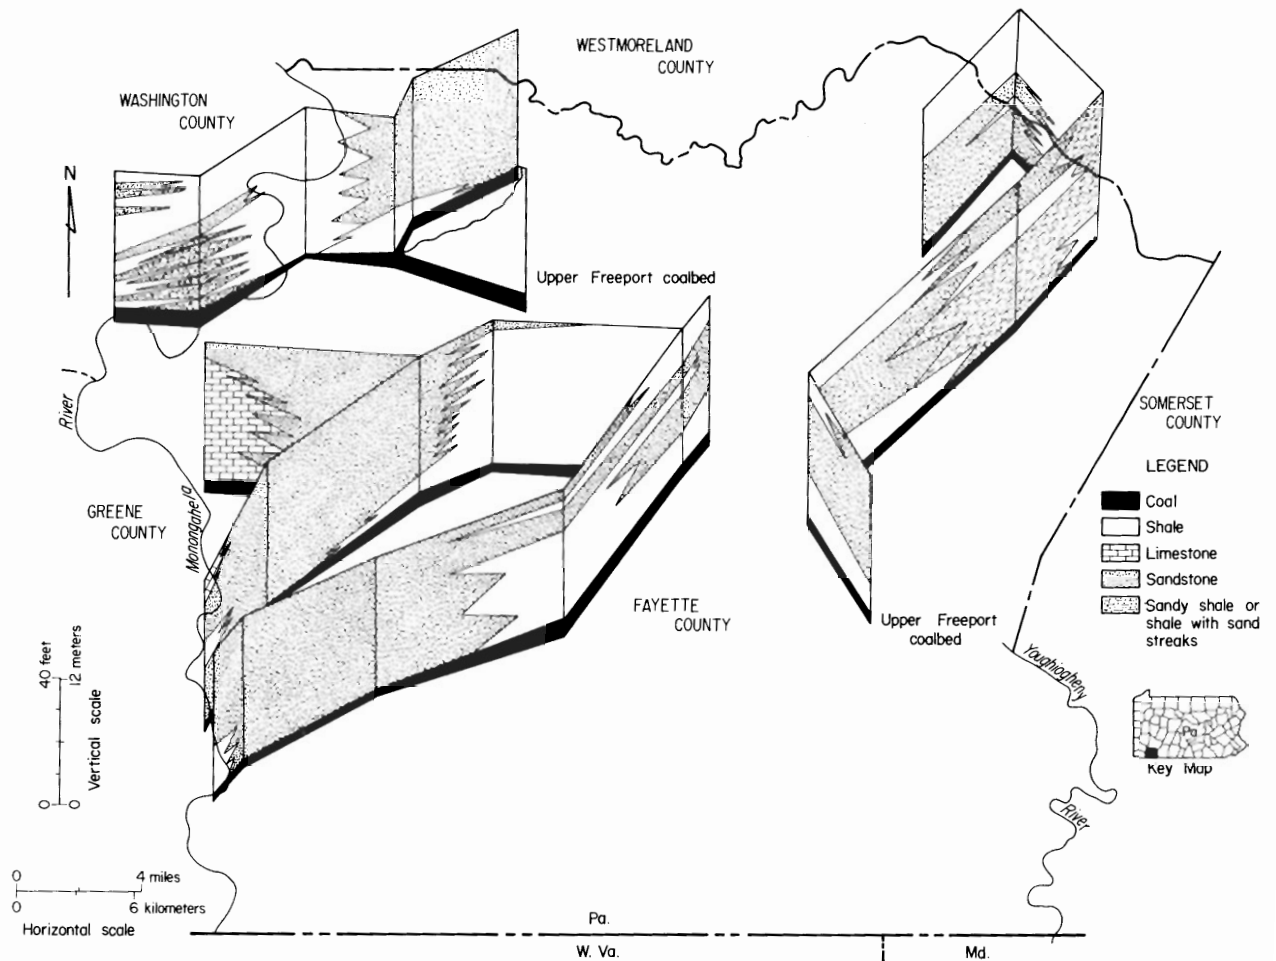 WESTMORELAND
COUNTY
WASHINGTON
COUNTY
N
Upper Freeport coalbed
River
GREENE
COUNTY
Monongahela
SOMERSET
COUNTY
LEGEND
Coal
Shale
Limestone
Sandstone
Sandy shale or
shale with sand
streaks
FAYETTE
COUNTY
Upper Freeport
coalbed
Youghiogheny
River
Pa.
Key Map
40 feet
12 meters
0
0
Vertical scale
0 4 miles
0 6 kilometers
Horizontal scale
Pa.
W. Va.
Md.